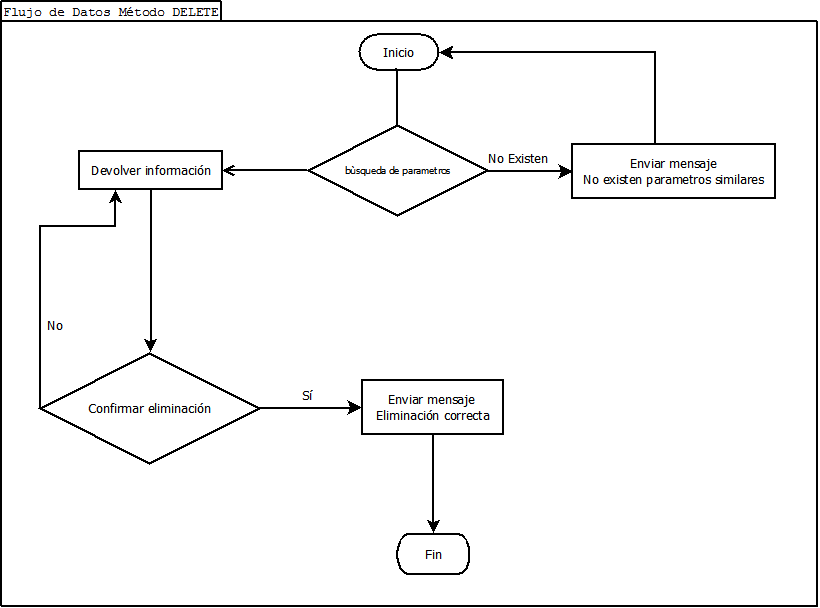 Flujo de Datos Método DELETE
Inicio
bùsqueda de parametros
No Existen
Enviar mensaje
No existen parametros similares
Devolver información
No
Confirmar eliminación
Sí
Enviar mensaje
Eliminación correcta
Fin